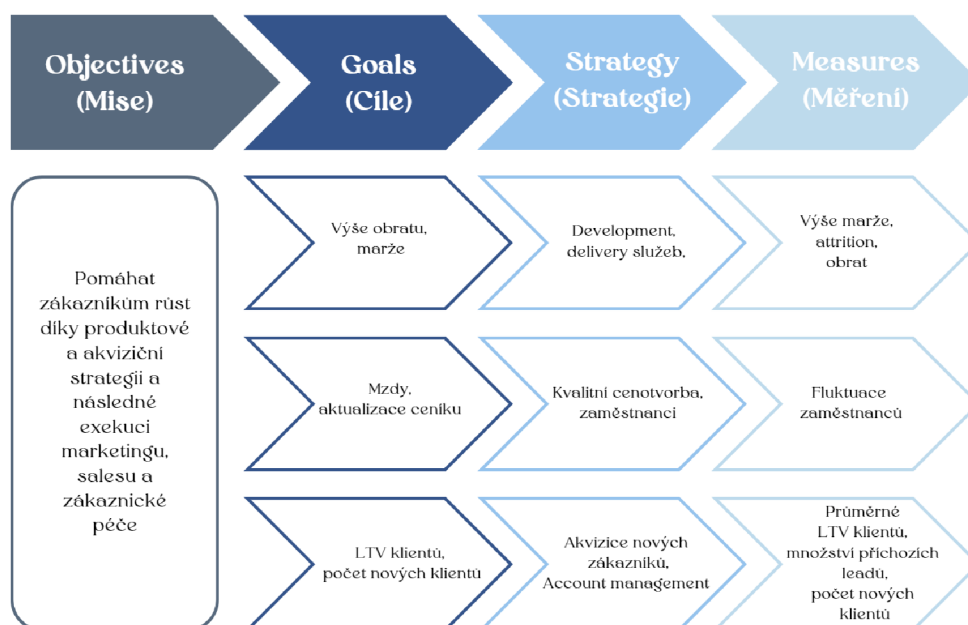 Objectives
(Mise)
Goals
(Cíle)
Strategy
(Strategie)
Measures
(Měření)
Pomáhat
zákazníkům růst
díky produktové
a akviziční
strategii a
následné
exekuci
marketingu,
salesu a
zákaznické
péče
Výše obratu,
marže
Development,
delivery služeb,
Výše marže,
attrition,
obrat
Mzdy,
aktualizace ceníku
Kvalitní cenotvorba,
zaměstnanci
Fluktuace
zaměstnanců
LTV klientů,
počet nových klientů
Akvizice nových
zákazníků,
Account management
Průměrné
LTV klientů,
množství příchozích
leadů,
počet nových
klientů